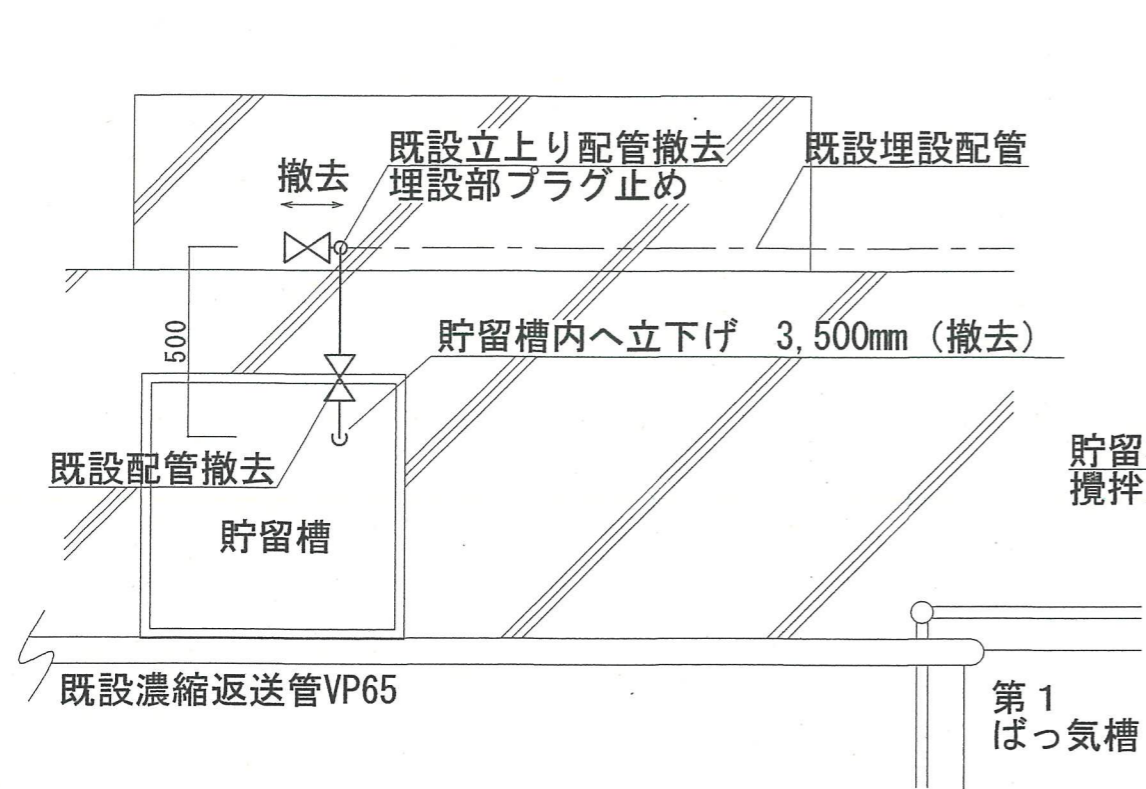 既設立上り配管撤去
埋設部プラグ止め
既設埋設配管
撤去
500
貯留槽内へ立下げ　3,500mm（撤去）
既設配管撤去
貯留槽
貯留
攪拌
既設濃縮返送管VP65
第１
ばっ気槽